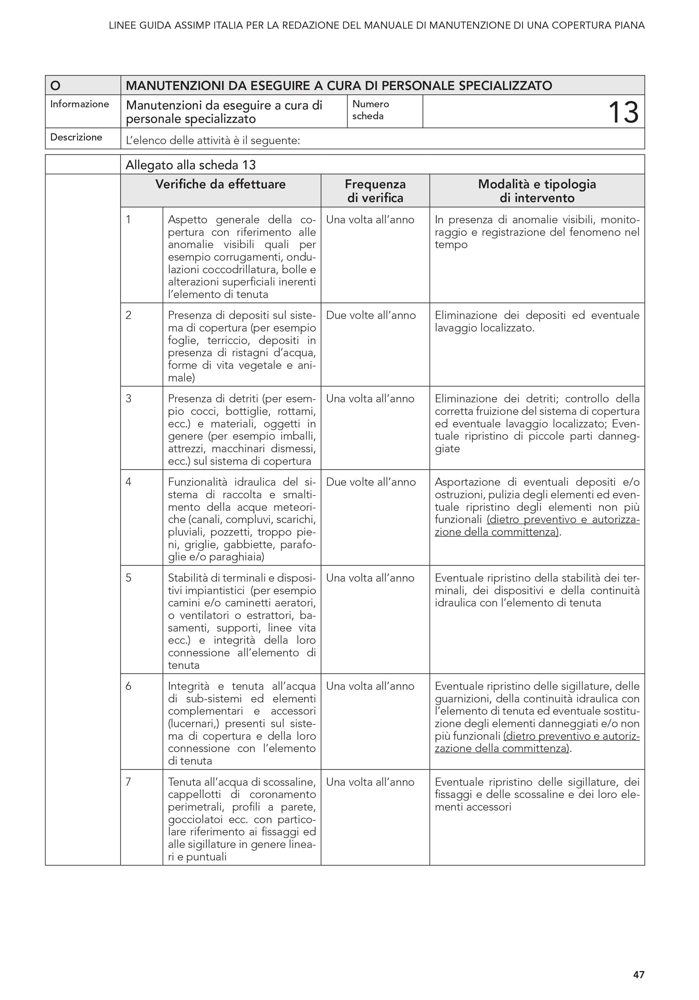 LINEE GUIDA ASSIMP ITALIA PER LA REDAZIONE DEL MANUALE DI MANUTENZIONE DI UNA COPERTURA PIANA
O
MANUTENZIONI DA ESEGUIRE A CURA DI PERSONALE SPECIALIZZATO
Informazione
Manutenzioni da eseguire a cura di
personale specializzato
Numero
scheda
13
Descrizione
L’elenco delle attività è il seguente:
Allegato alla scheda 13
Verifiche da effettuare
Frequenza
di verifica
Modalità e tipologia
di intervento
1
Aspetto generale della co-
pertura con riferimento alle
anomalie visibili quali per
esempio corrugamenti, ondu-
lazioni coccodrillatura, bolle e
alterazioni superficiali inerenti
l’elemento di tenuta
Una volta all’anno
In presenza di anomalie visibili, monito-
raggio e registrazione del fenomeno nel
tempo
2
Presenza di depositi sul siste-
ma di copertura (per esempio
foglie, terriccio, depositi in
presenza di ristagni d’acqua,
forme di vita vegetale e ani-
male)
Due volte all’anno
Eliminazione dei depositi ed eventuale
lavaggio localizzato.
3
Presenza di detriti (per esem-
pio cocci, bottiglie, rottami,
ecc.) e materiali, oggetti in
genere (per esempio imballi,
attrezzi, macchinari dismessi,
ecc.) sul sistema di copertura
Una volta all’anno
Eliminazione dei detriti; controllo della
corretta fruizione del sistema di copertura
ed eventuale lavaggio localizzato; Even-
tuale ripristino di piccole parti danneg-
giate
4
Funzionalità idraulica del si-
stema di raccolta e smalti-
mento della acque meteori-
che (canali, compluvi, scarichi,
pluviali, pozzetti, troppo pie-
ni, griglie, gabbiette, parafo-
glie e/o paraghiaia)
Due volte all’anno
Asportazione di eventuali depositi e/o
ostruzioni, pulizia degli elementi ed even-
tuale ripristino degli elementi non più
funzionali (dietro preventivo e autorizza-
zione della committenza).
5
Stabilità di terminali e disposi-
tivi impiantistici (per esempio
camini e/o caminetti aeratori,
o ventilatori o estrattori, ba-
samenti, supporti, linee vita
ecc.) e integrità della loro
connessione all’elemento di
tenuta
Una volta all’anno
Eventuale ripristino della stabilità dei ter-
minali, dei dispositivi e della continuità
idraulica con l’elemento di tenuta
6
Integrità e tenuta all’acqua
di sub-sistemi ed elementi
complementari e accessori
(lucernari,) presenti sul siste-
ma di copertura e della loro
connessione con l’elemento
di tenuta
Una volta all’anno
Eventuale ripristino delle sigillature, delle
guarnizioni, della continuità idraulica con
l’elemento di tenuta ed eventuale sostitu-
zione degli elementi danneggiati e/o non
più funzionali (dietro preventivo e autoriz-
zazione della committenza).
7
Tenuta all’acqua di scossaline,
cappellotti di coronamento
perimetrali, profili a parete,
gocciolatoi ecc. con partico-
lare riferimento ai fissaggi ed
alle sigillature in genere linea-
ri e puntuali
Una volta all’anno
Eventuale ripristino delle sigillature, dei
fissaggi e delle scossaline e dei loro ele-
menti accessori
47